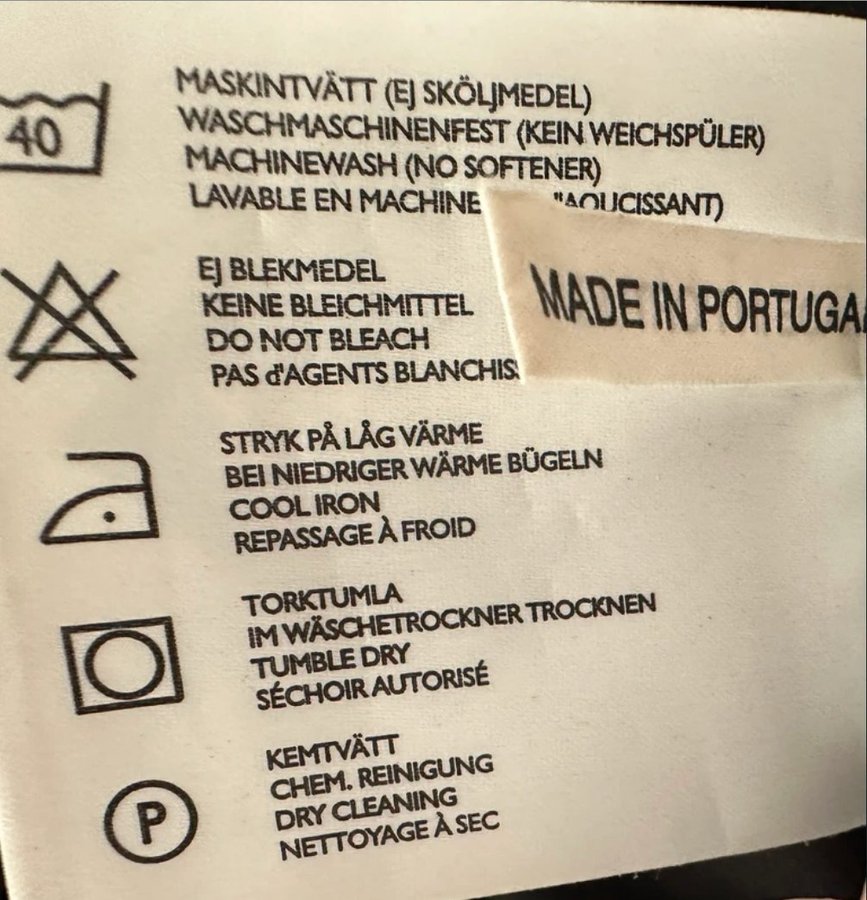 40
MASKINTVÄTT (EJ SKÖLJMEDEL)
WASCHMASCHINENFEST (KEIN WEICHSPÜLER)
MACHINEWASH (NO SOFTENER)
LAVABLE EN MACHINE
EJ BLEKMEDEL
KEINE BLEICHMITTEL
DO NOT BLEACH
PAS d'AGENTS
MADE IN
STRYK PÅ LÅG VÄRME
BEI NIEDRIGER WÄRME BÜGELN
COOL IRON
REPASSAGE À FROID
TORKTUMLA
IM WÄSCHETROCKNER TROCKNEN
TUMBLE DRY
SÉCHOIR AUTORISÉ
P
KEMTVÄTT
CHEM. REINIGUNG
DRY CLEANING
NETTOYAGE À SEC